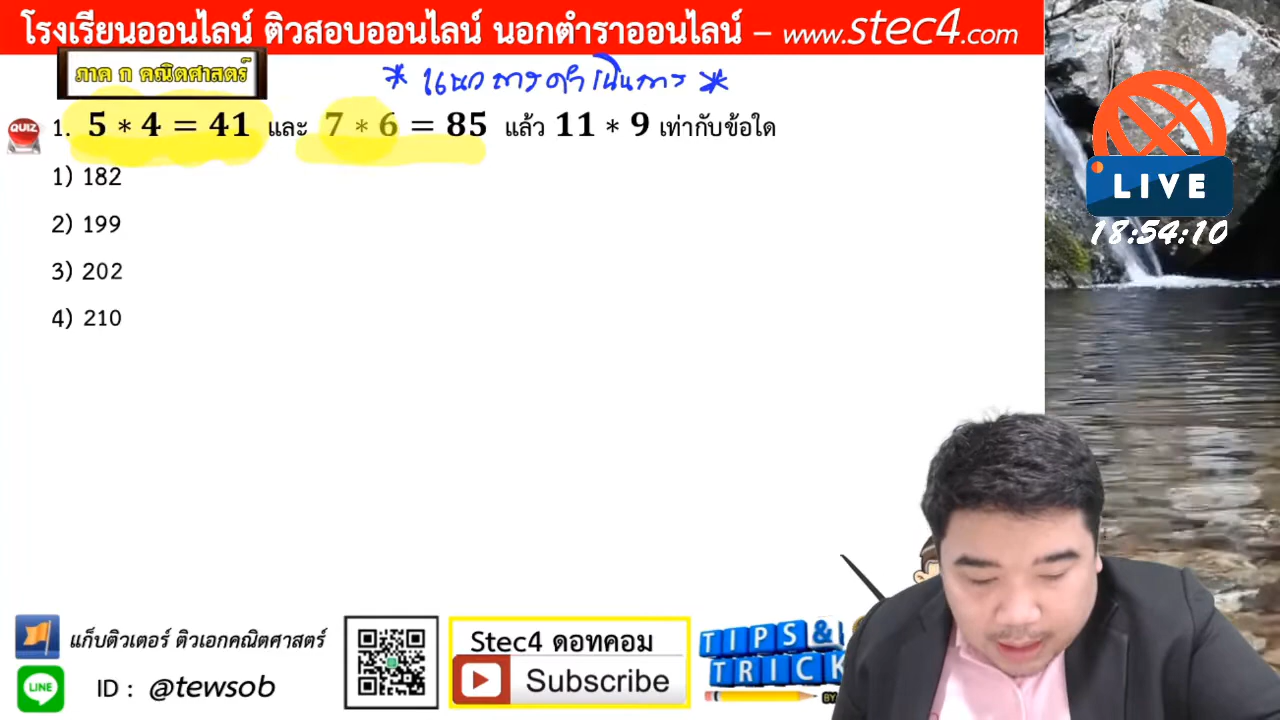 โรงเรียนออนไลน์ ติวสอบออนไลน์ นอกตำราออนไลน์ – www.stec4.com
ภาค ก คณิตศาสตร์
* แนวการดำเนินการ *
QUIZ
1. 5 * 4 = 41 และ 7 * 6 = 85 แล้ว 11 * 9 เท่ากับข้อใด
1) 182
2) 199
3) 202
4) 210
LIVE
18:54:10
แก็บติวเตอร์ ติวเอกคณิตศาสตร์
LINE
ID : @tewsob
Stec4 ดอทคอม
Subscribe
TIPS &
TRICK
BY